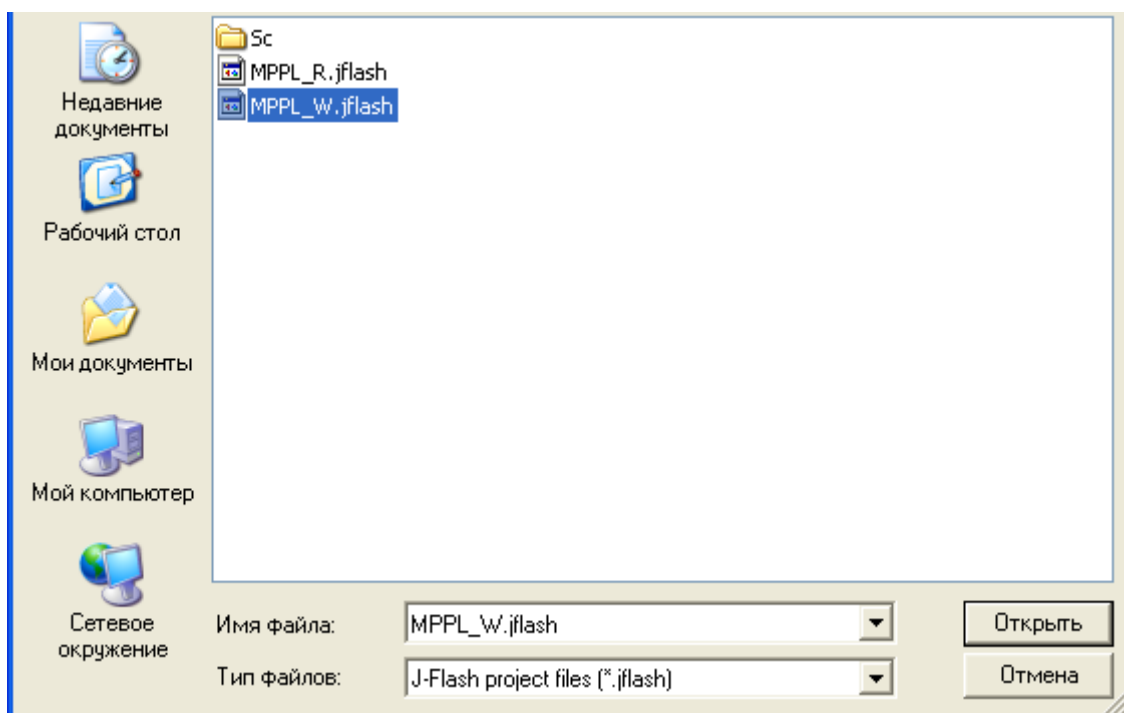 Недавние
документы
Рабочий стол
Мои документы
Мой компьютер
Сетевое
окружение
Sc
MPPL_R.jflash
MPPL_W.jflash
Имя файла:
MPPL_W.jflash
Открыть
Тип файлов:
J-Flash project files (*.jflash)
Отмена